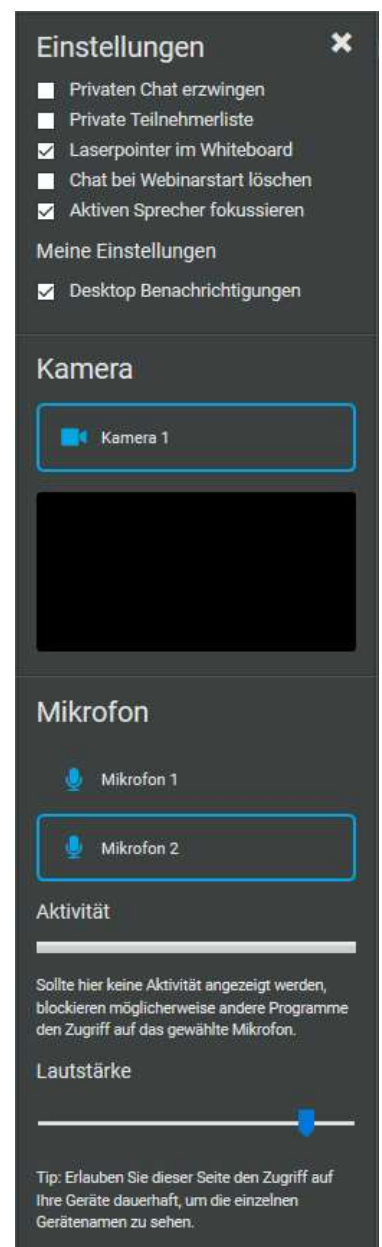 Einstellungen
Privaten Chat erzwingen
Private Teilnehmerliste
Laserpointer im Whiteboard
Chat bei Webinarstart löschen
Aktiven Sprecher fokussieren
Meine Einstellungen
Desktop Benachrichtigungen
Kamera
Kamera 1
Mikrofon
Mikrofon 1
Mikrofon 2
Aktivität
Sollte hier keine Aktivität angezeigt werden,
blockieren möglicherweise andere Programme
den Zugriff auf das gewählte Mikrofon.
Lautstärke
Tip: Erlauben Sie dieser Seite den Zugriff auf
Ihre Geräte dauerhaft, um die einzelnen
Gerätenamen zu sehen.